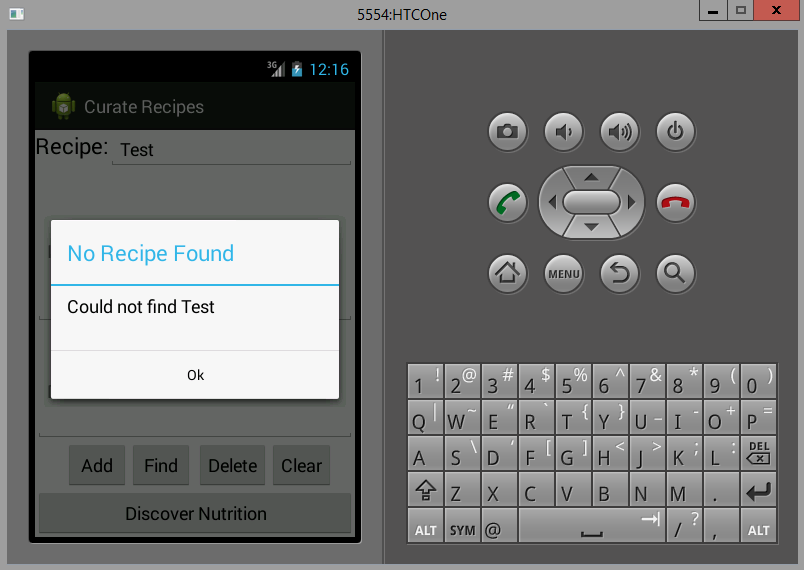 5554:HTCOne
3G 12:16
Curate Recipes
Recipe: Test
No Recipe Found
Could not find Test
Ok
Add Find Delete Clear
Discover Nutrition
MENU
1 ! 2 @ 3 # 4 $ 5 % 6 ^ 7 & 8 * 9 ( 0 )
Q | W ~ E “ R ` T { Y } U _ I - O + P =
A S \ D ‘ F [ G ] H < J > K ; L : DEL
Z X C V B N M .
ALT SYM @ / ? , ALT